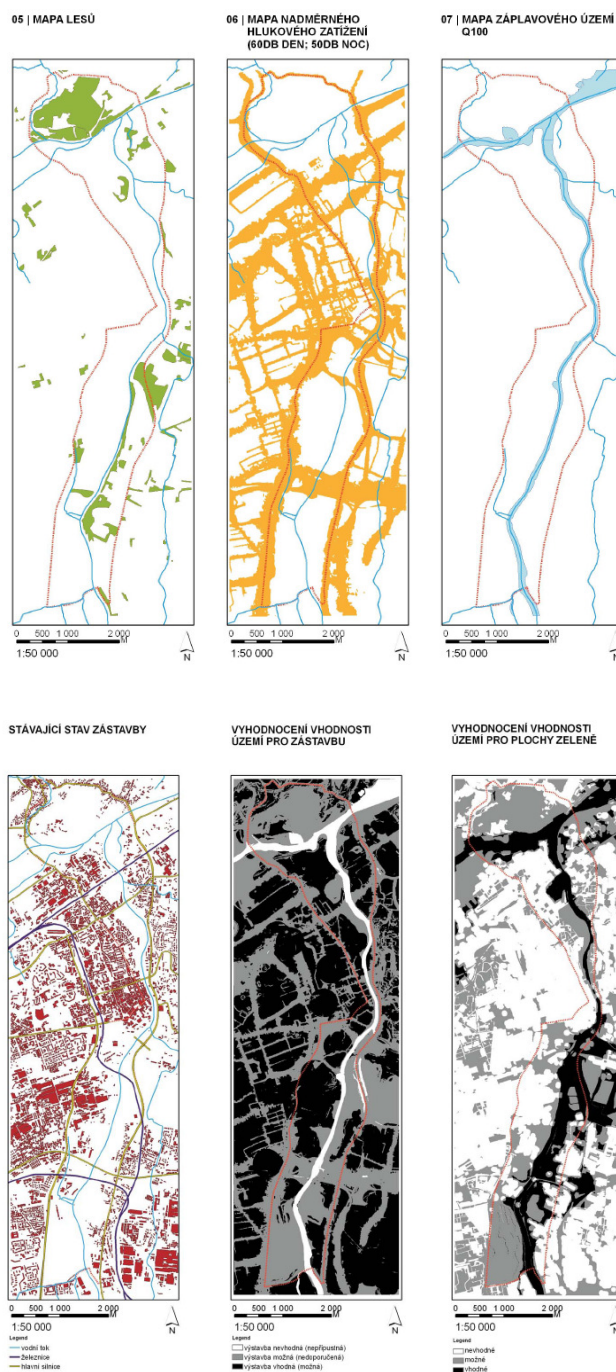 05 | MAPA LESŮ
06 | MAPA NADMĚRNÉHO
HLUKOVÉHO ZATÍŽENÍ
(60DB DEN; 50DB NOC)
07 | MAPA ZÁPLAVOVÉHO ÚZEMÍ
Q100
0 500 1 000 2 000
M
1:50 000
N
0 500 1 000 2 000
M
1:50 000
N
0 500 1 000 2 000
M
1:50 000
N
STÁVAJÍCÍ STAV ZÁSTAVBY
VYHODNOCENÍ VHODNOSTI
ÚZEMÍ PRO ZÁSTAVBU
VYHODNOCENÍ VHODNOSTI
ÚZEMÍ PRO PLOCHY ZELENĚ
0 500 1 000 2 000
M
1:50 000
N
Legend
vodní tok
železnice
hlavní silnice
0 500 1 000 2 000
M
1:50 000
N
Legend
výstavba nevhodná (nepřípustná)
výstavba možná (nedoporučená)
výstavba vhodná (možná)
0 500 1 000 2 000
M
1:50 000
N
Legend
nevhodné
možné
vhodné